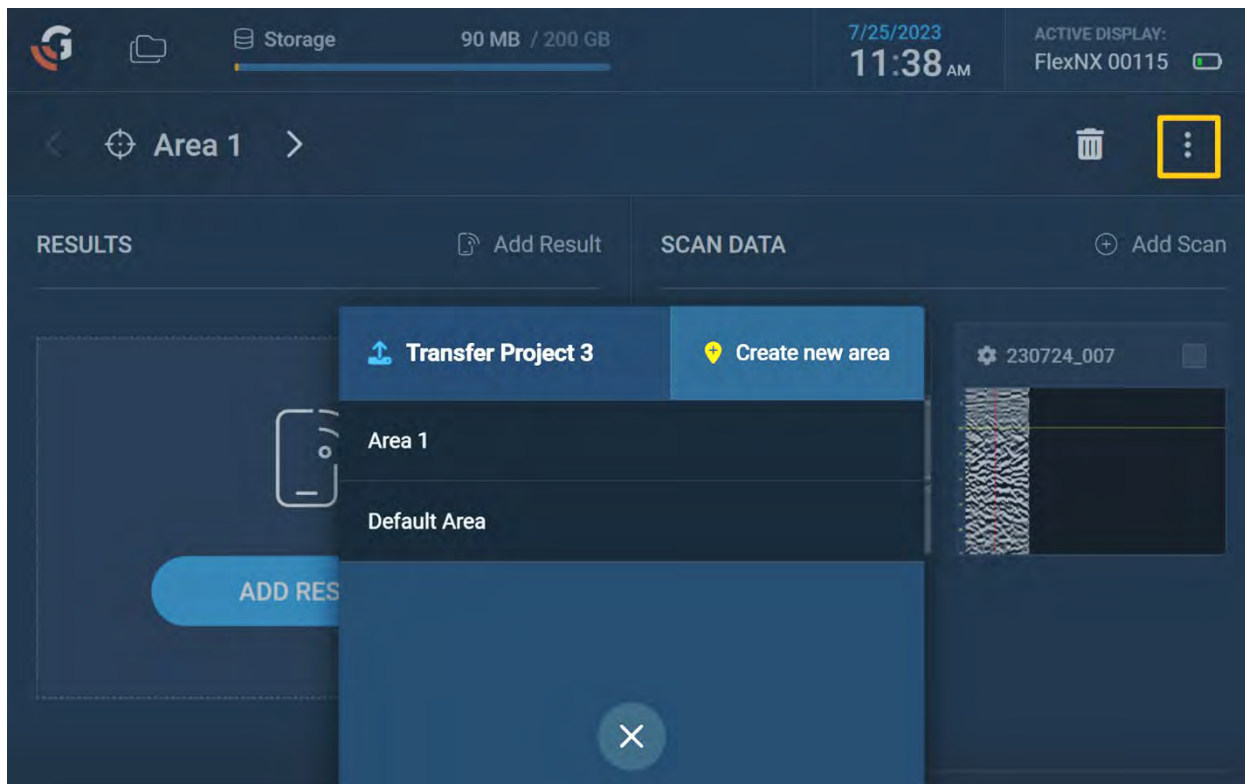 Storage 90 MB / 200 GB
7/25/2023
11:38 AM
ACTIVE DISPLAY:
FlexNX 00115
Area 1
RESULTS
Add Result
SCAN DATA
Add Scan
Transfer Project 3
Create new area
230724_007
Area 1
Default Area
ADD RES